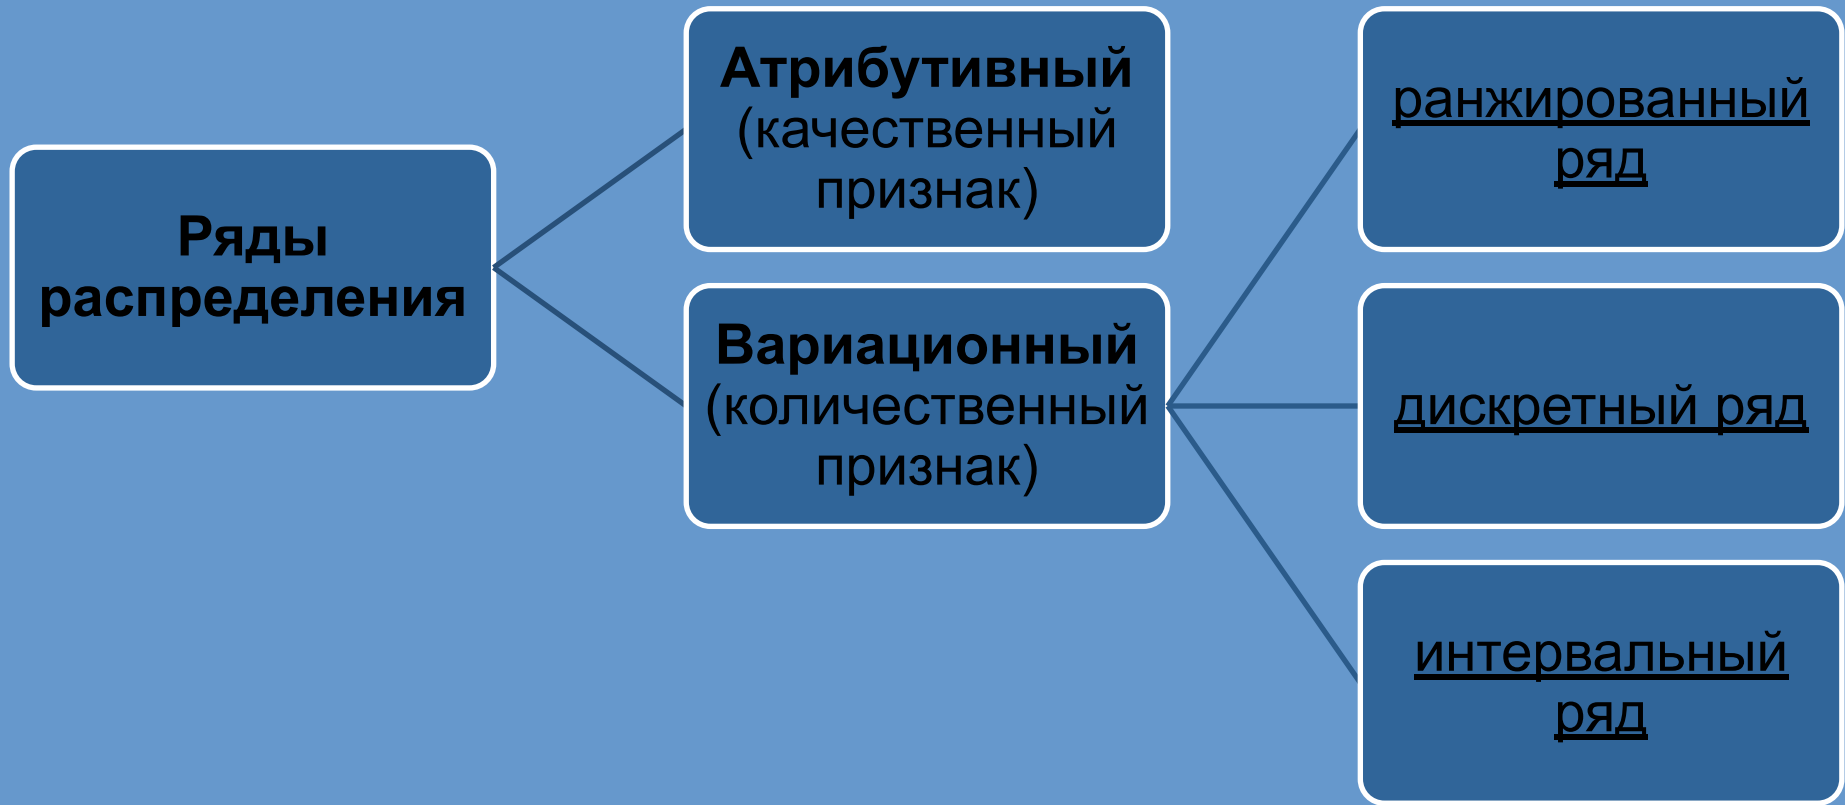 Ряды
распределения
Атрибутивный
(качественный
признак)
Вариационный
(количественный
признак)
ранжированный
ряд
дискретный ряд
интервальный
ряд